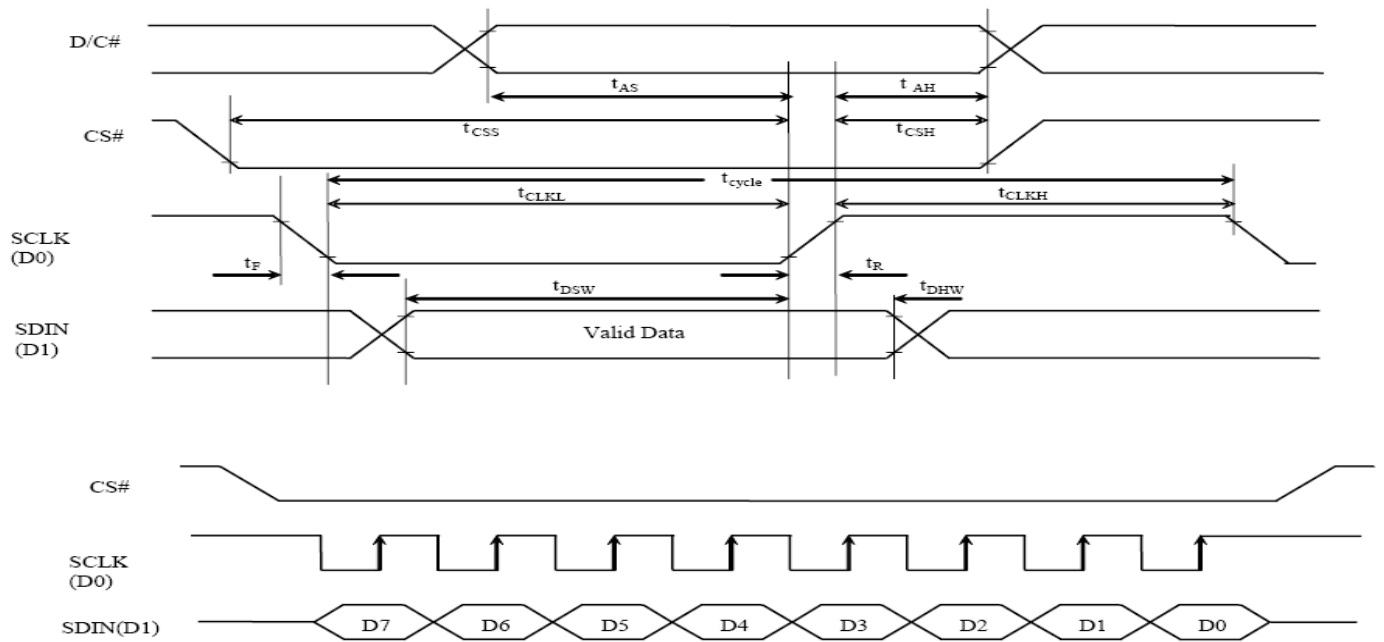 D/C#
tAS
t AH
CS#
tCSS
tCSH
tcycle
tCLKL
tCLKH
SCLK
(D0)
tF
tR
tDSW
tDHW
SDIN
(D1)
Valid Data
CS#
SCLK
(D0)
SDIN(D1)
D7 D6 D5 D4 D3 D2 D1 D0